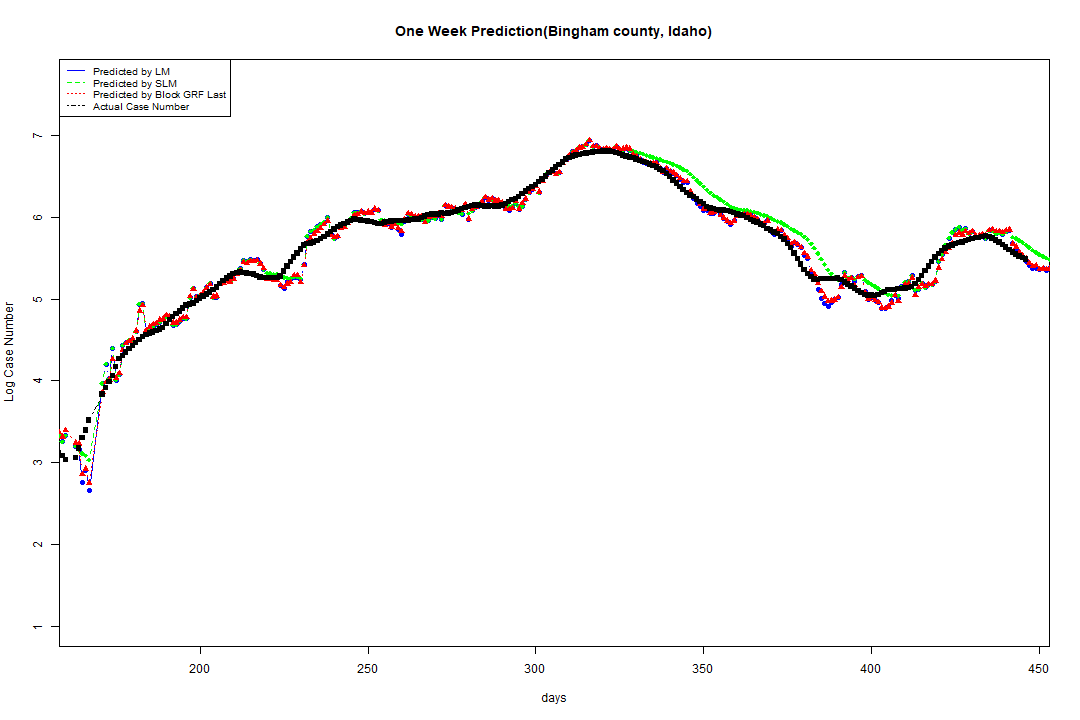 One Week Prediction(Bingham county, Idaho)
Predicted by LM
Predicted by SLM
Predicted by Block GRF Last
Actual Case Number
7
6
5
4
3
2
1
Log Case Number
200 250 300 350 400 450
days